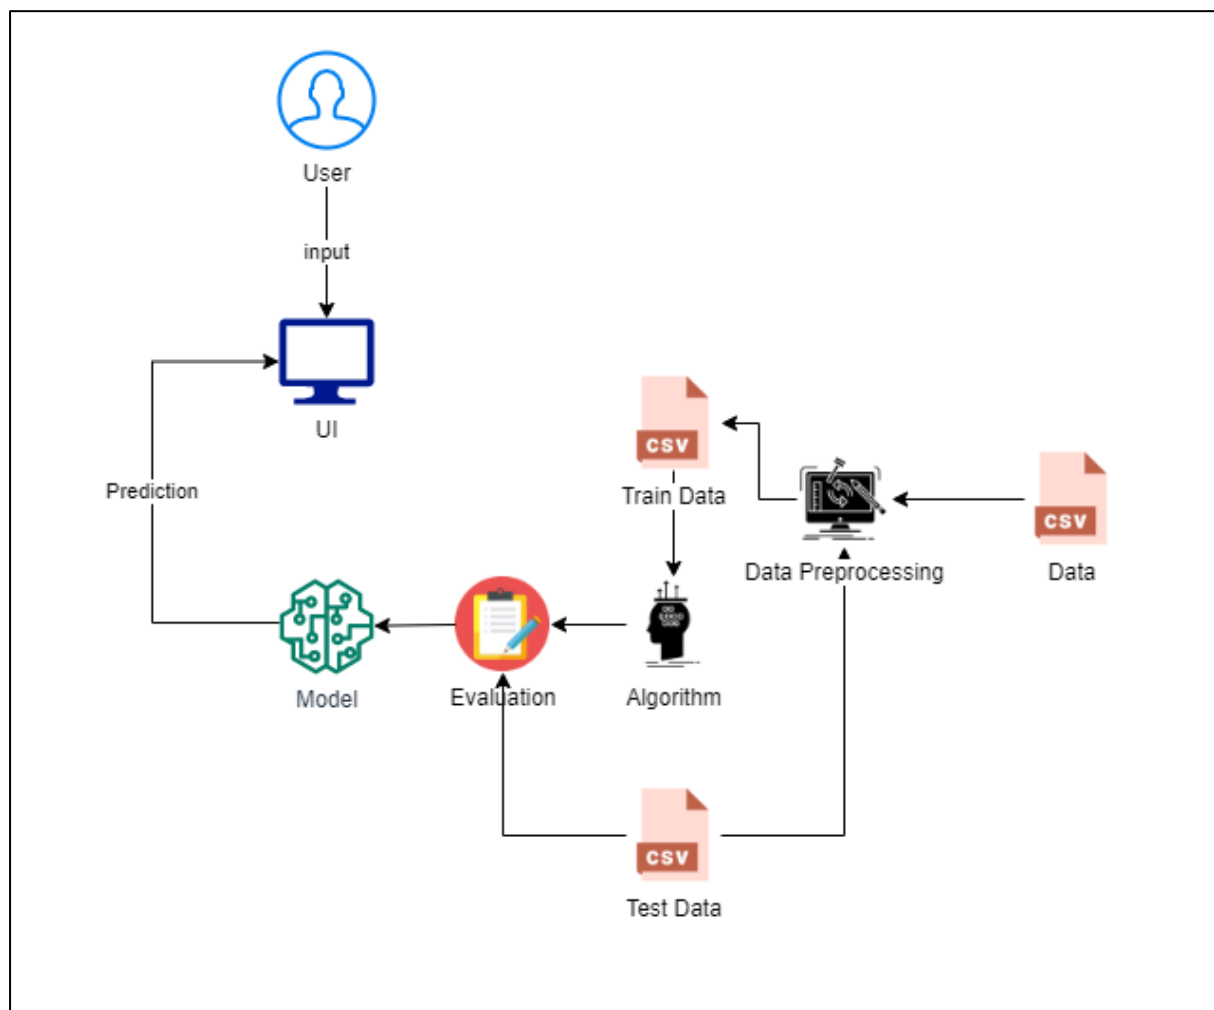 User
input
UI
Prediction
CSV
Train Data
Data Preprocessing
CSV
Data
Model
Evaluation
Algorithm
CSV
Test Data